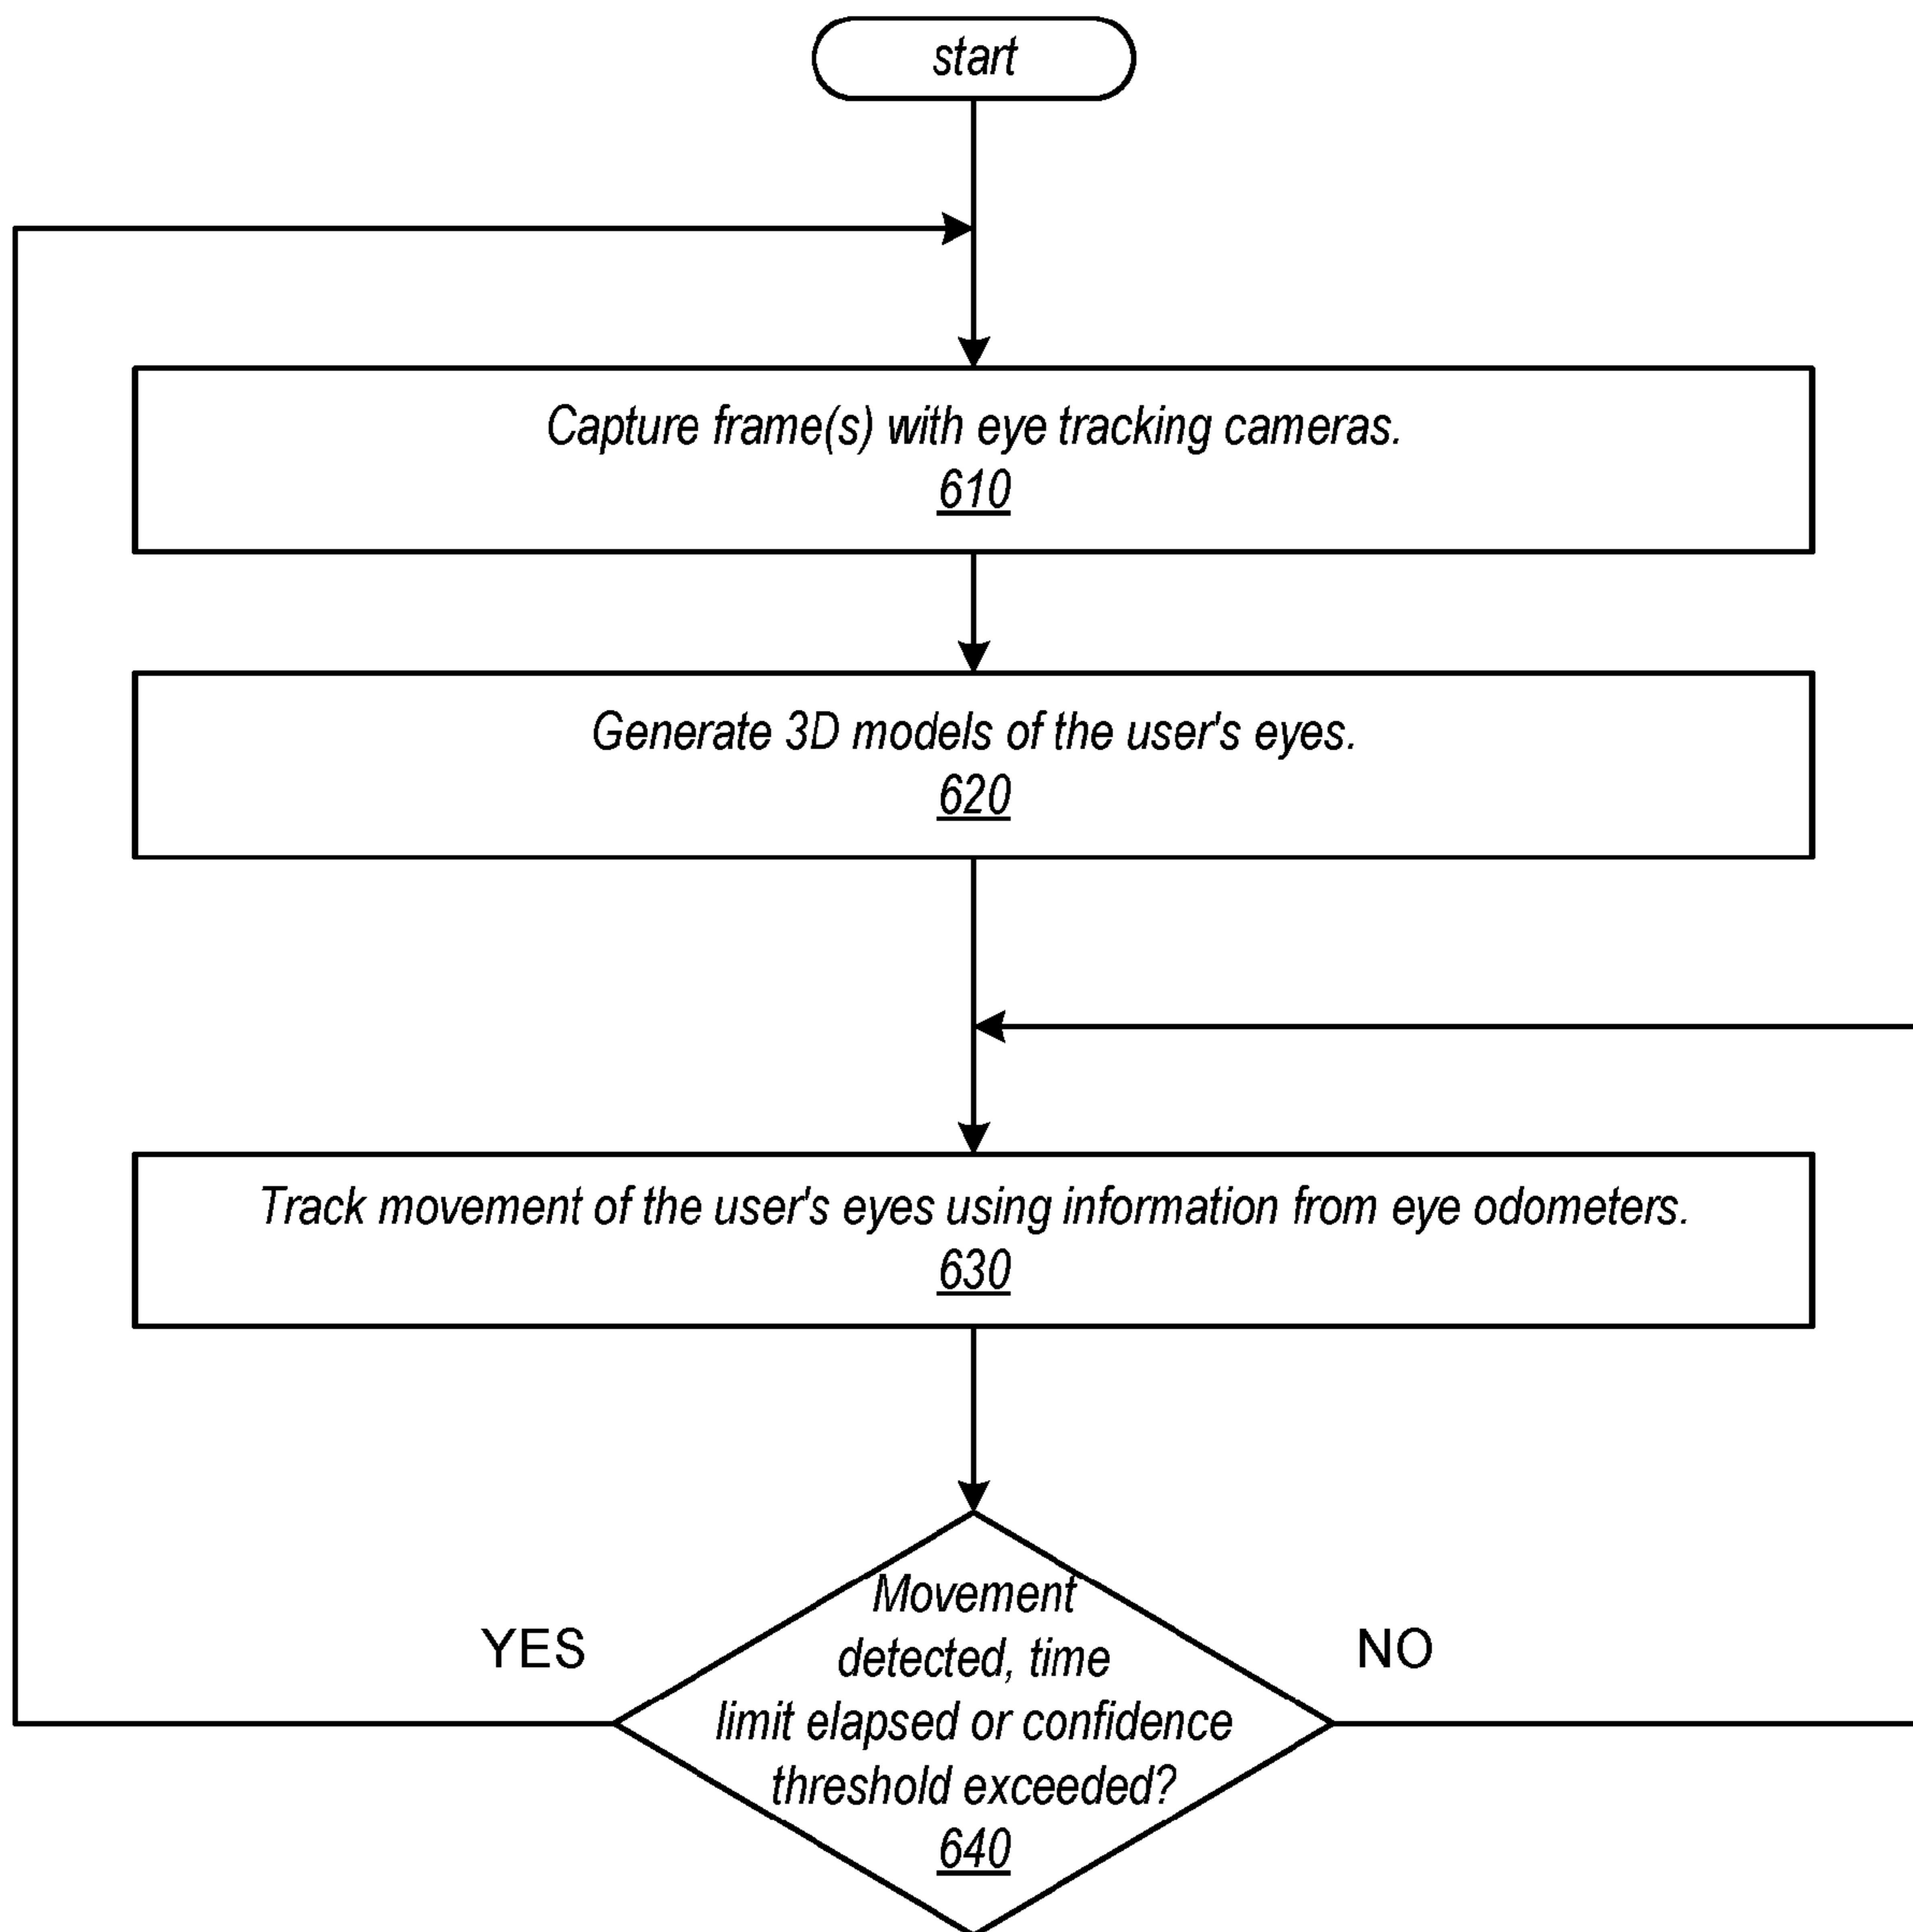 start
Capture frame(s) with eye tracking cameras.
610
Generate 3D models of the user's eyes.
620
Track movement of the user's eyes using information from eye odometers.
630
Movement
detected, time
limit elapsed or confidence
threshold exceeded?
640
YES
NO